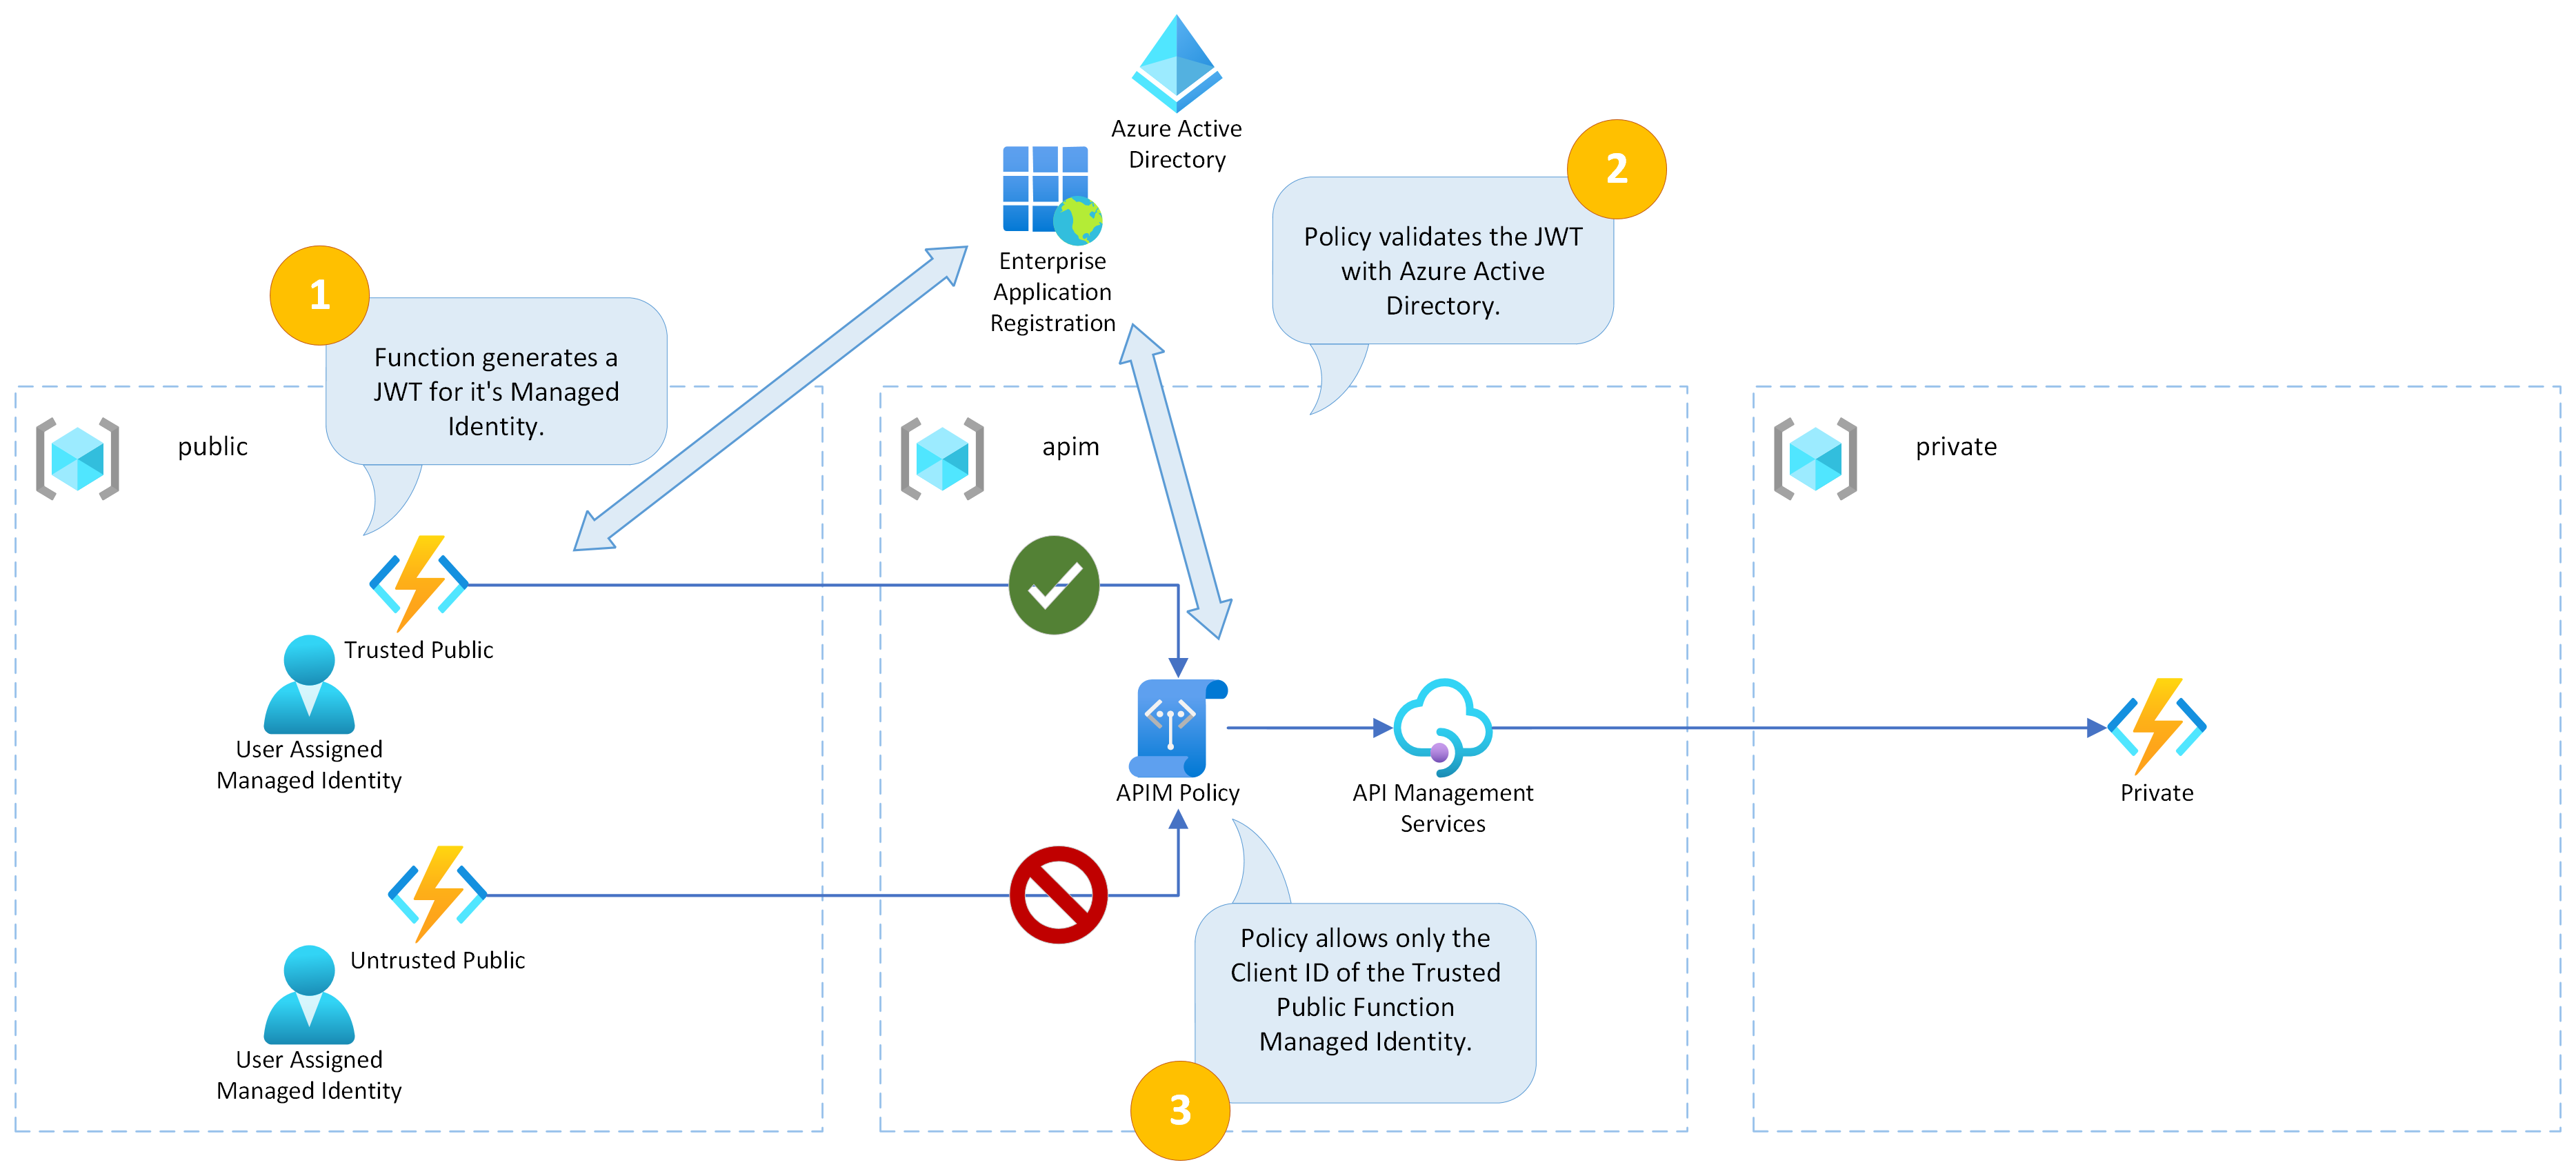 Azure Active
Directory
2
Policy validates the JWT
with Azure Active
Directory.
Enterprise
Application
Registration
1
Function generates a
JWT for it's Managed
Identity.
public
apim
private
Trusted Public
User Assigned
Managed Identity
APIM Policy
API Management
Services
Private
Untrusted Public
User Assigned
Managed Identity
Policy allows only the
Client ID of the Trusted
Public Function
Managed Identity.
3